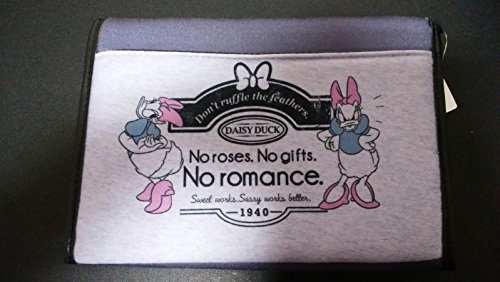 Don't ruffle the feathers.
DAISY DUCK
No roses. No gifts.
No romance.
Sweet works. Sassy works better.
1940